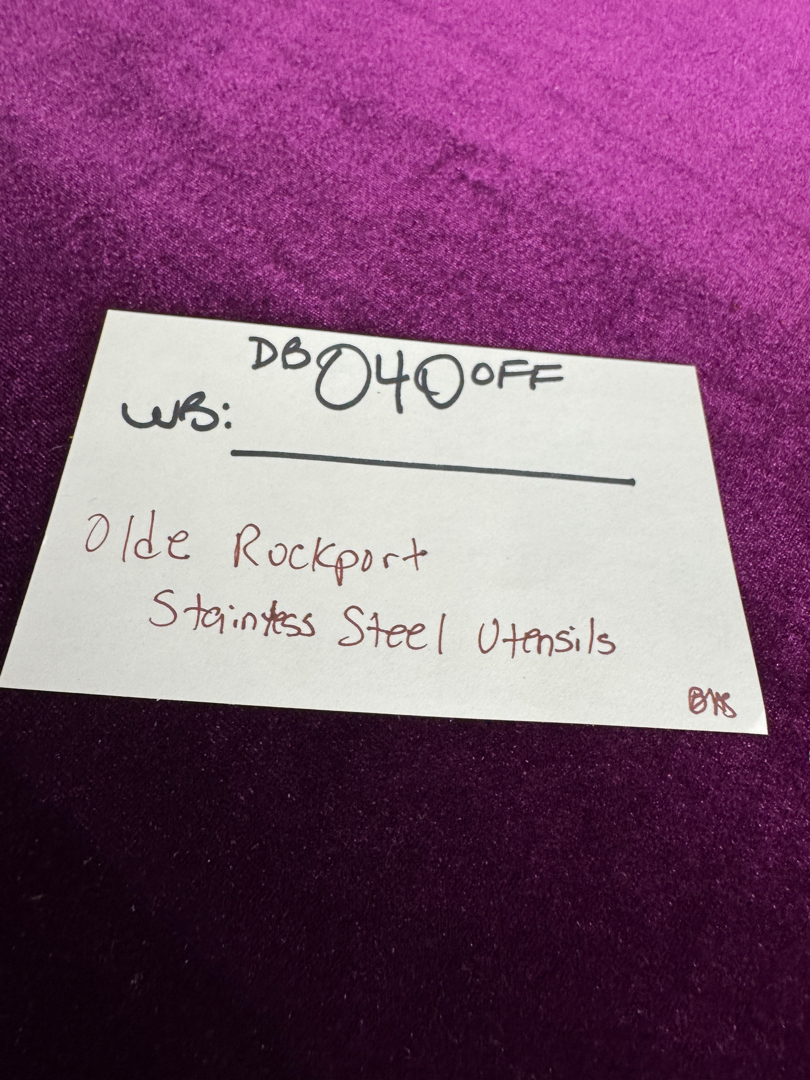 DB 040 OFF
WB:
Olde Rockport
Stainless Steel Utensils